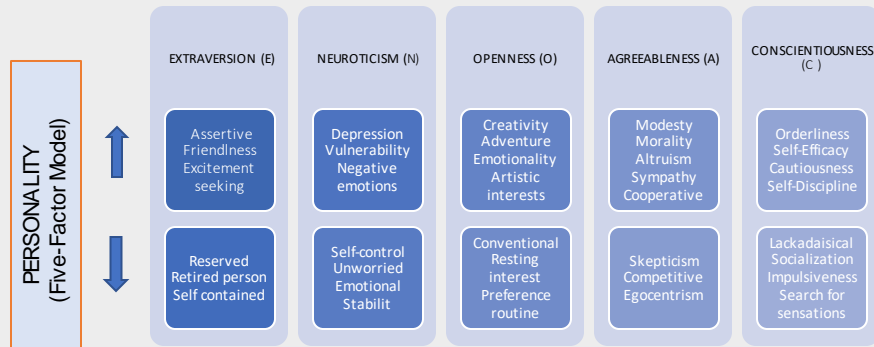 PERSONALITY
(Five-Factor Model)
EXTRAVERSION (E)
Assertive
Friendlness
Excitement
seeking
Reserved
Retired person
Self contained
NEUROTICISM (N)
Depression
Vulnerability
Negative
emotions
Self-control
Unworried
Emotional
Stabilit
OPENNESS (O)
Creativity
Adventure
Emotionality
Artistic
interests
Conventional
Resting
interest
Preference
routine
AGREEABLENESS (A)
Modesty
Morality
Altruism
Sympathy
Cooperative
Skepticism
Competitive
Egocentrism
CONSCIENTIOUSNESS
(C )
Orderliness
Self-Efficacy
Cautiousness
Self-Discipline
Lackadaisical
Socialization
Impulsiveness
Search for
sensations